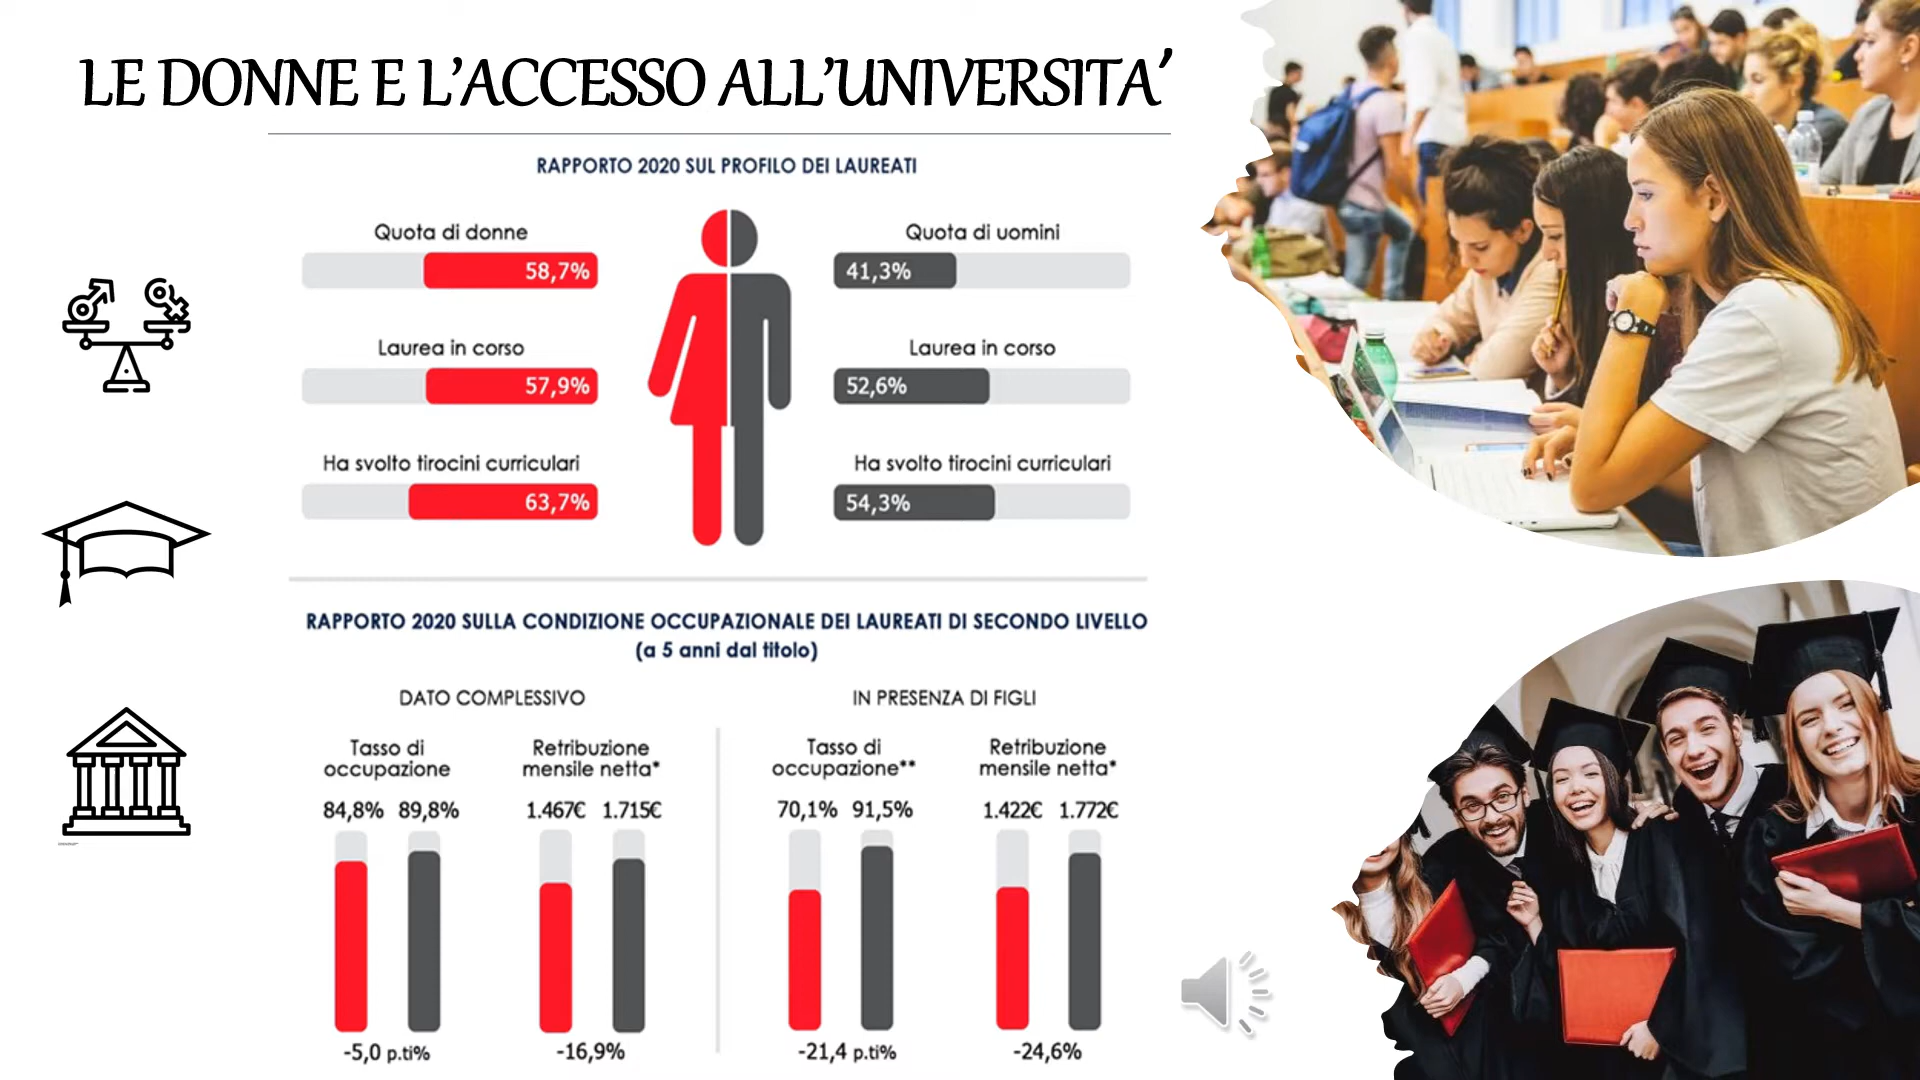 LE DONNE E L’ACCESSO ALL’UNIVERSITA’
RAPPORTO 2020 SUL PROFILO DEI LAUREATI
Quota di donne
58,7%
Quota di uomini
41,3%
Laurea in corso
57,9%
Laurea in corso
52,6%
Ha svolto tirocini curriculari
63,7%
Ha svolto tirocini curriculari
54,3%
RAPPORTO 2020 SULLA CONDIZIONE OCCUPAZIONALE DEI LAUREATI DI SECONDO LIVELLO
(a 5 anni dal titolo)
DATO COMPLESSIVO
Tasso di
occupazione
84,8% 89,8%
-5,0 p.ti%
Retribuzione
mensile netta*
1.467€ 1.715€
-16,9%
IN PRESENZA DI FIGLI
Tasso di
occupazione**
70,1% 91,5%
-21,4 p.ti%
Retribuzione
mensile netta*
1.422€ 1.772€
-24,6%